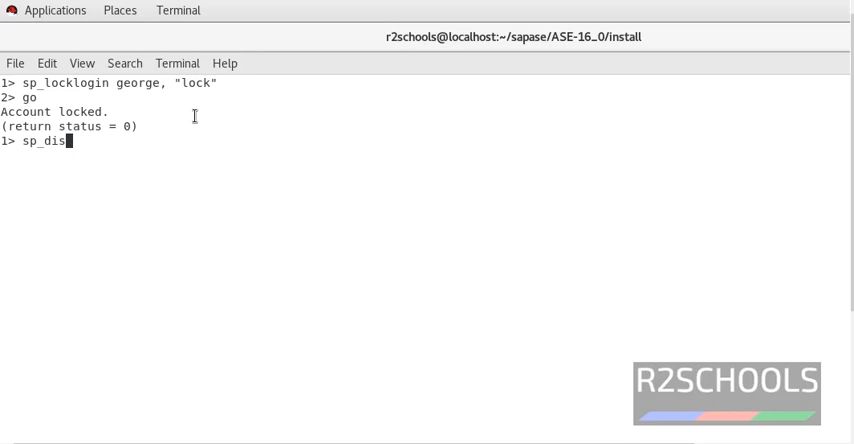 Applications Places Terminal
r2schools@localhost:~/sapase/ASE-16_0/install
File Edit View Search Terminal Help
1> sp_locklogin george, "lock"
2> go
Account locked.
(return status = 0)
1> sp_dis
R2SCHOOLS